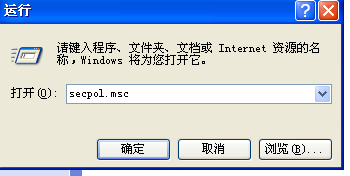 运行
请键入程序、文件夹、文档或 Internet 资源的名
称,Windows 将为您打开它。
打开(O): secpol.msc
确定 取消 浏览(B)...